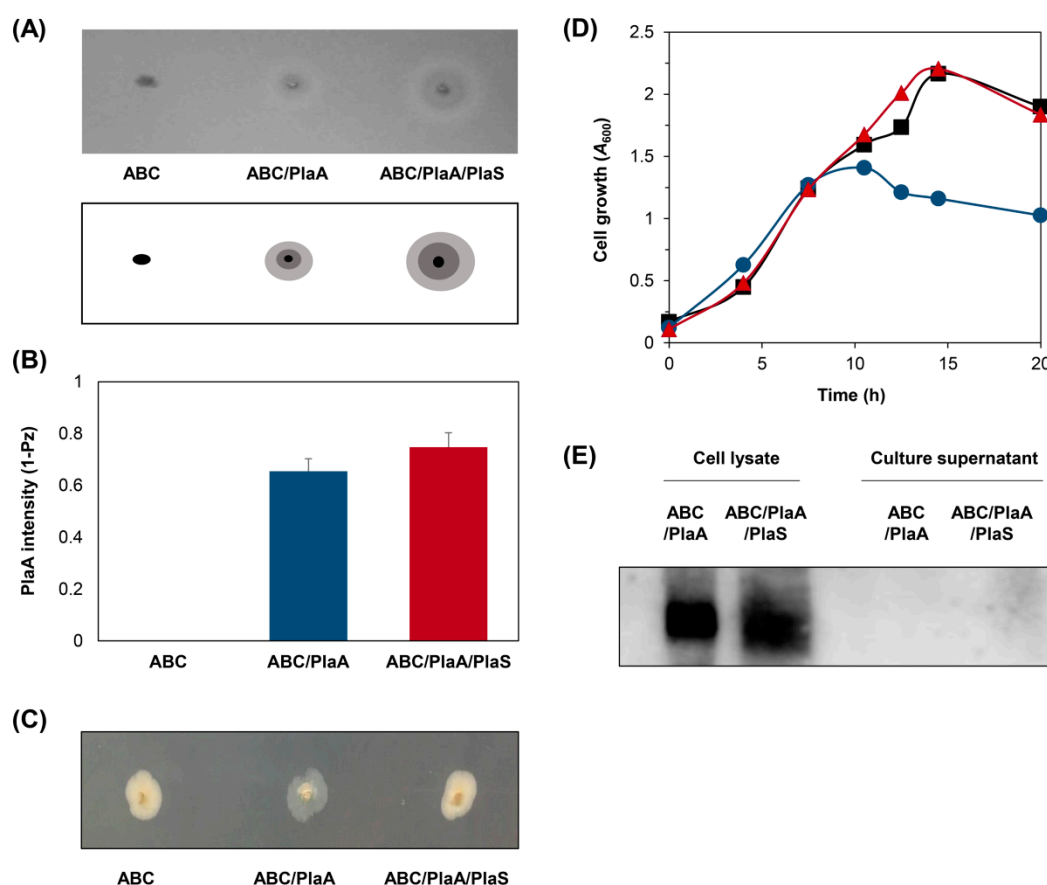 (A)
ABC ABC/PlaA ABC/PlaA/PlaS
(B)
PlaA intensity (1-Pz)
1
0.8
0.6
0.4
0.2
0
ABC ABC/PlaA ABC/PlaA/PlaS
(C)
ABC ABC/PlaA ABC/PlaA/PlaS
(D)
Cell growth (A600)
2.5
2
1.5
1
0.5
0
0 5 10 15 20
Time (h)
(E)
Cell lysate Culture supernatant
ABC ABC/PlaA ABC ABC/PlaA
/PlaA /PlaS /PlaA /PlaS